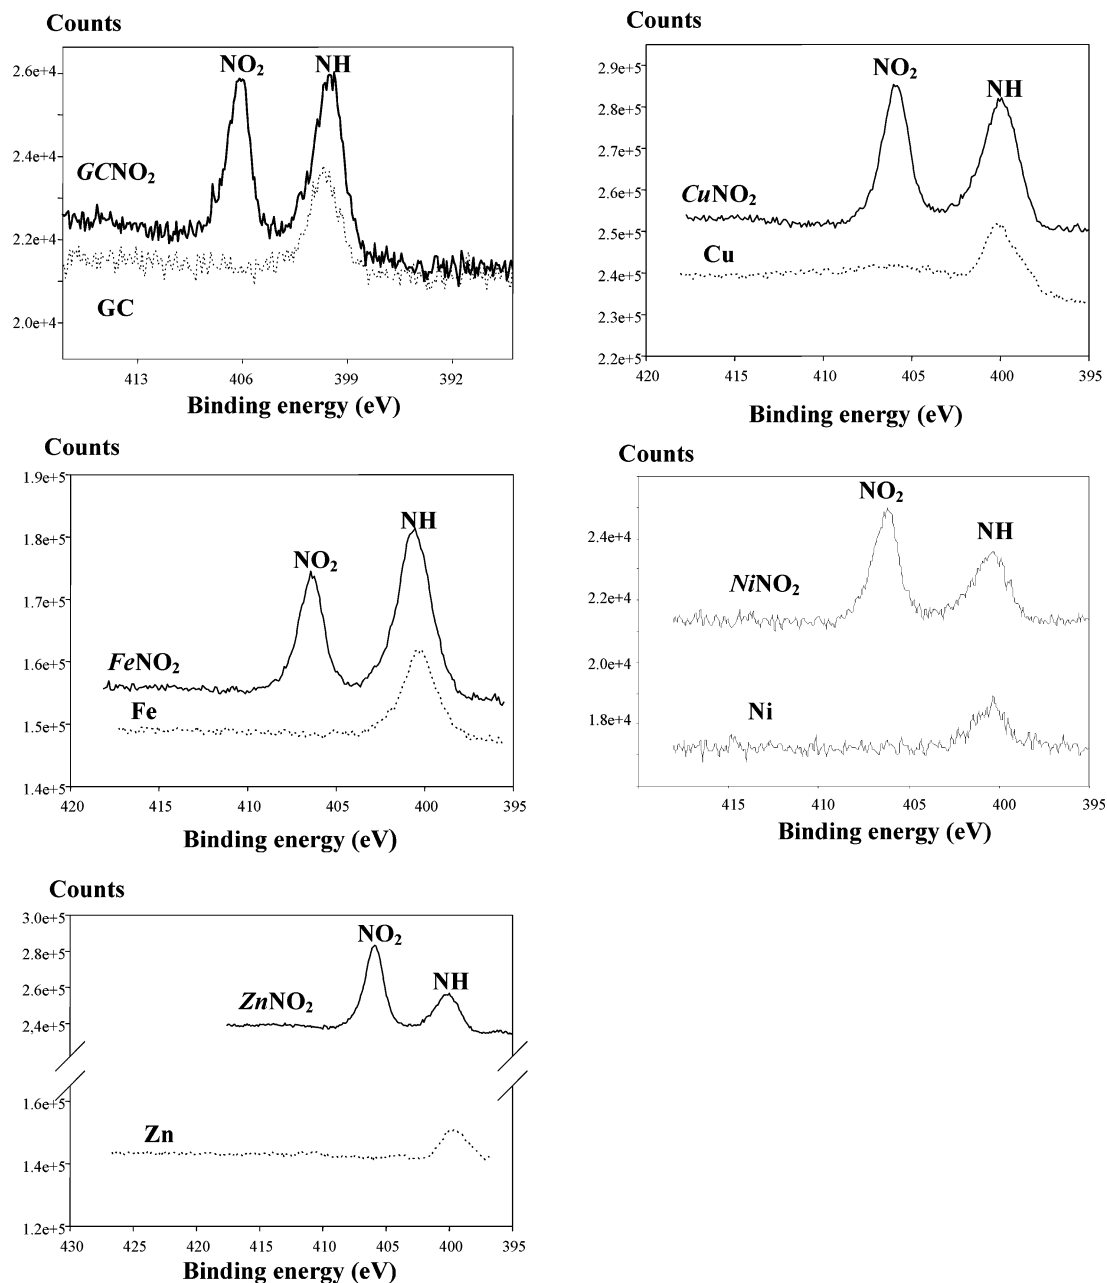 Counts
2.6e+4
2.4e+4
2.2e+4
2.0e+4
NO₂
NH
GCNO₂
GC
413 406 399 392
Binding energy (eV)
Counts
2.9e+5
2.8e+5
2.7e+5
2.6e+5
2.5e+5
2.4e+5
2.3e+5
2.2e+5
NO₂
NH
CuNO₂
Cu
420 415 410 405 400 395
Binding energy (eV)
Counts
1.9e+5
1.8e+5
1.7e+5
1.6e+5
1.5e+5
1.4e+5
NH
NO₂
FeNO₂
Fe
420 415 410 405 400 395
Binding energy (eV)
Counts
2.4e+4
2.2e+4
2.0e+4
1.8e+4
NO₂
NH
NiNO₂
Ni
415 410 405 400 395
Binding energy (eV)
Counts
3.0e+5
2.8e+5
2.6e+5
2.4e+5
1.6e+5
1.4e+5
1.2e+5
NO₂
NH
ZnNO₂
Zn
430 425 420 415 410 405 400 395
Binding energy (eV)